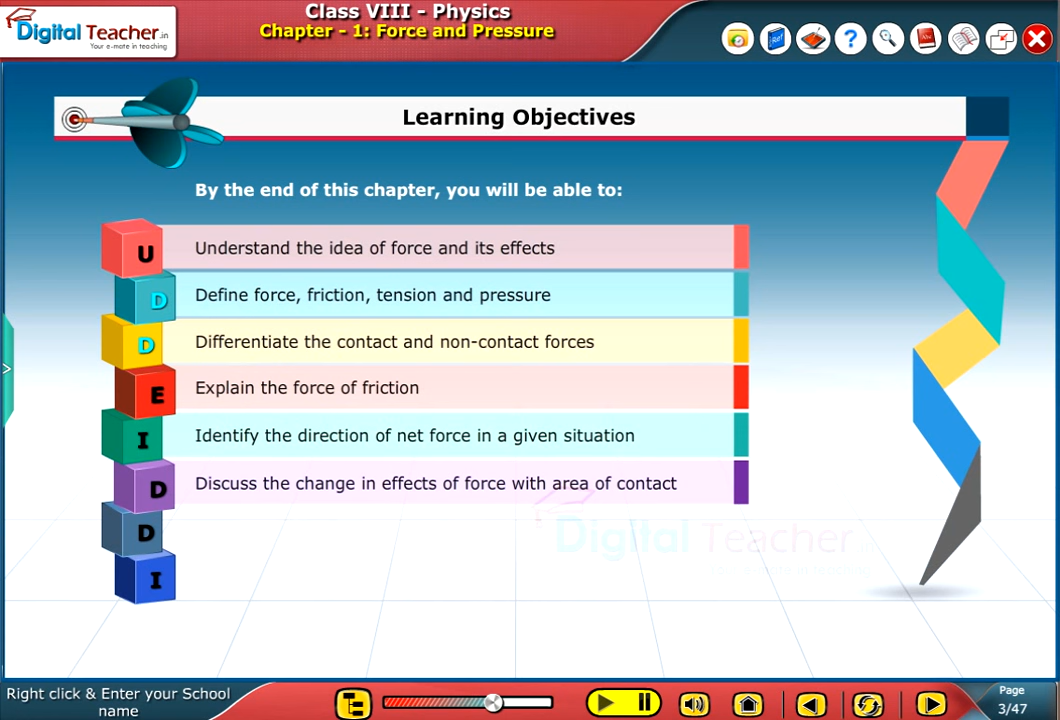 Digital Teacher.in
Your e-mate in teaching
Class VIII - Physics
Chapter - 1: Force and Pressure
Ref
Abc
?
Learning Objectives
By the end of this chapter, you will be able to:
U Understand the idea of force and its effects
D Define force, friction, tension and pressure
D Differentiate the contact and non-contact forces
E Explain the force of friction
I Identify the direction of net force in a given situation
D Discuss the change in effects of force with area of contact
D
I
Digital Teacher.in
>
Right click & Enter your School
name
Page
3/47